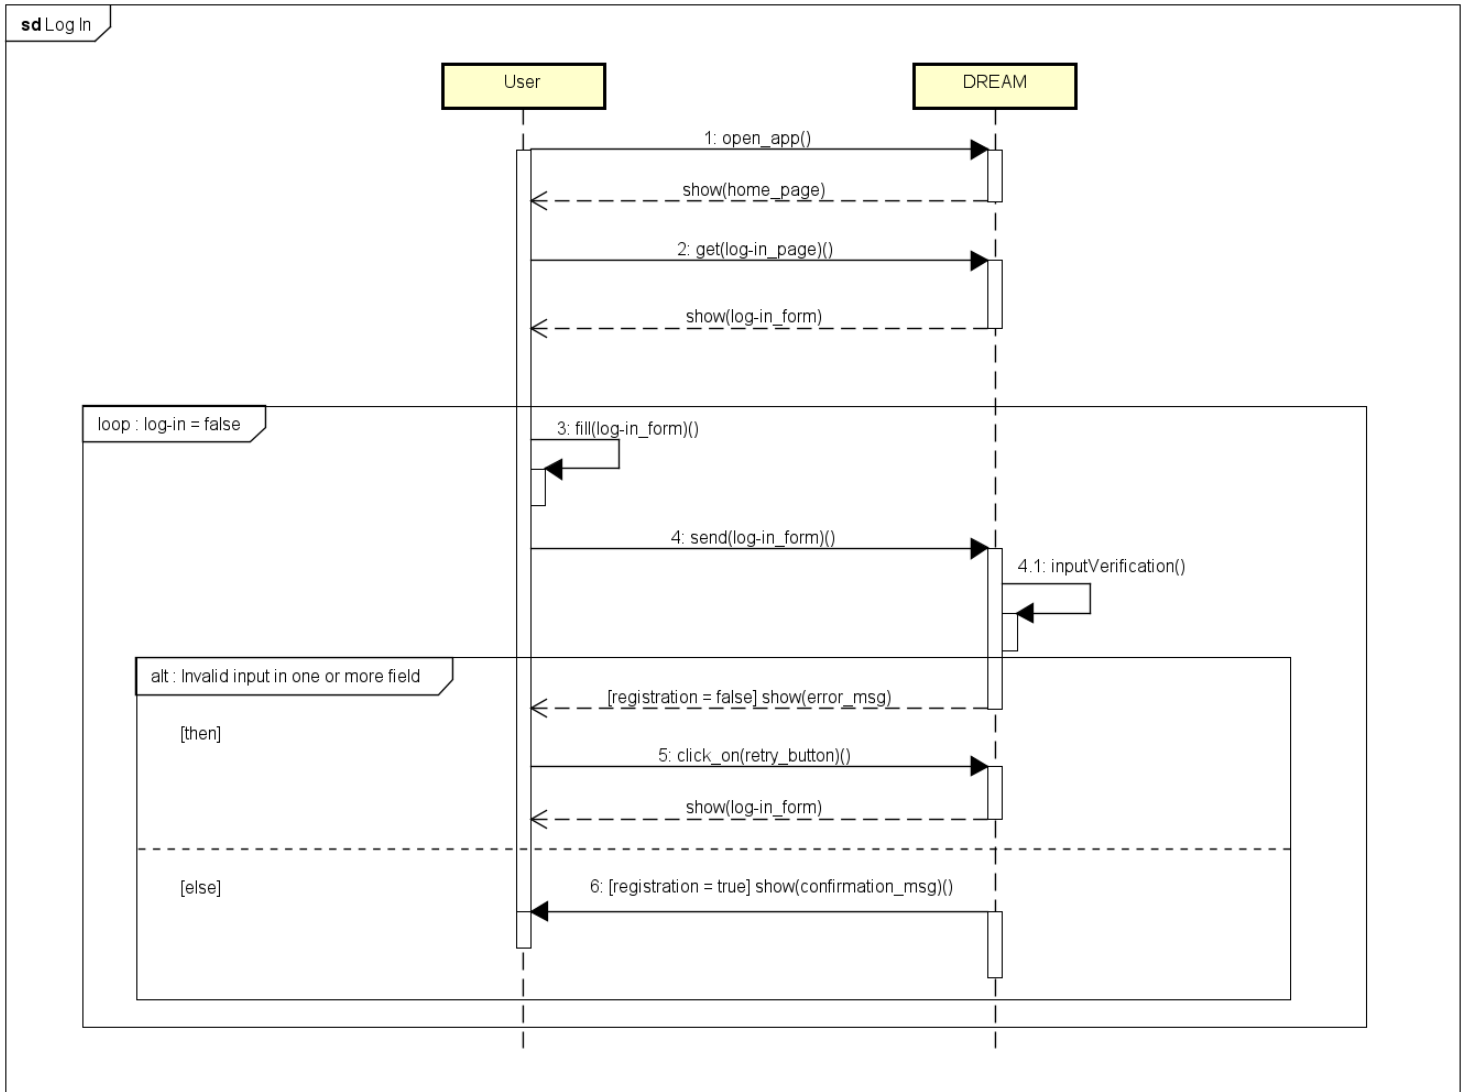 sd Log In
User
DREAM
1: open_app()
show(home_page)
2: get(log-in_page)()
show(log-in_form)
loop : log-in = false
3: fill(log-in_form)()
4: send(log-in_form)()
4.1: inputVerification()
alt : Invalid input in one or more field
[registration = false] show(error_msg)
[then]
5: click_on(retry_button)()
show(log-in_form)
[else]
6: [registration = true] show(confirmation_msg)()